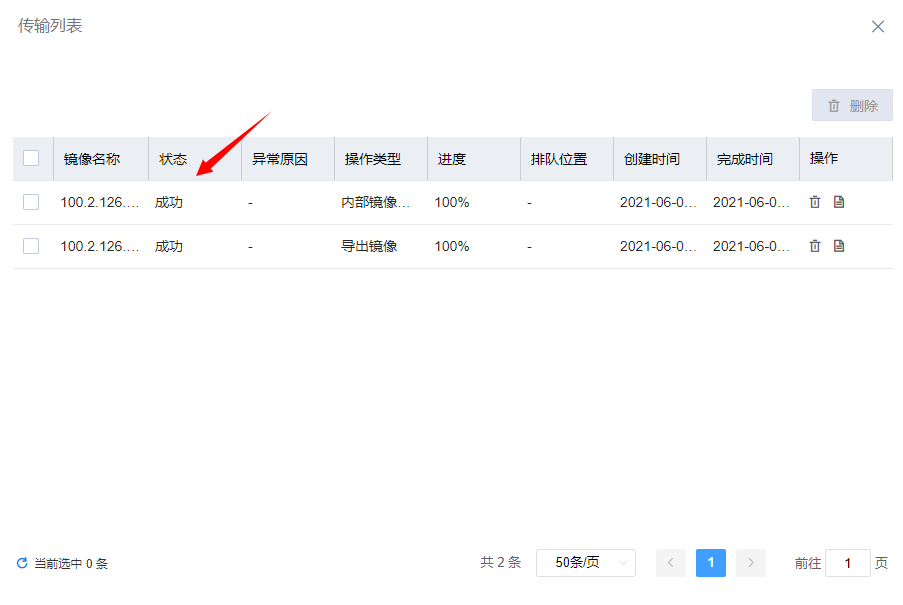 传输列表
删除
镜像名称 状态 异常原因 操作类型 进度 排队位置 创建时间 完成时间 操作
100.2.126.... 成功 - 内部镜像... 100% - 2021-06-0... 2021-06-0...
100.2.126.... 成功 - 导出镜像 100% - 2021-06-0... 2021-06-0...
当前选中 0 条 共 2 条 50条/页 1 前往 1 页